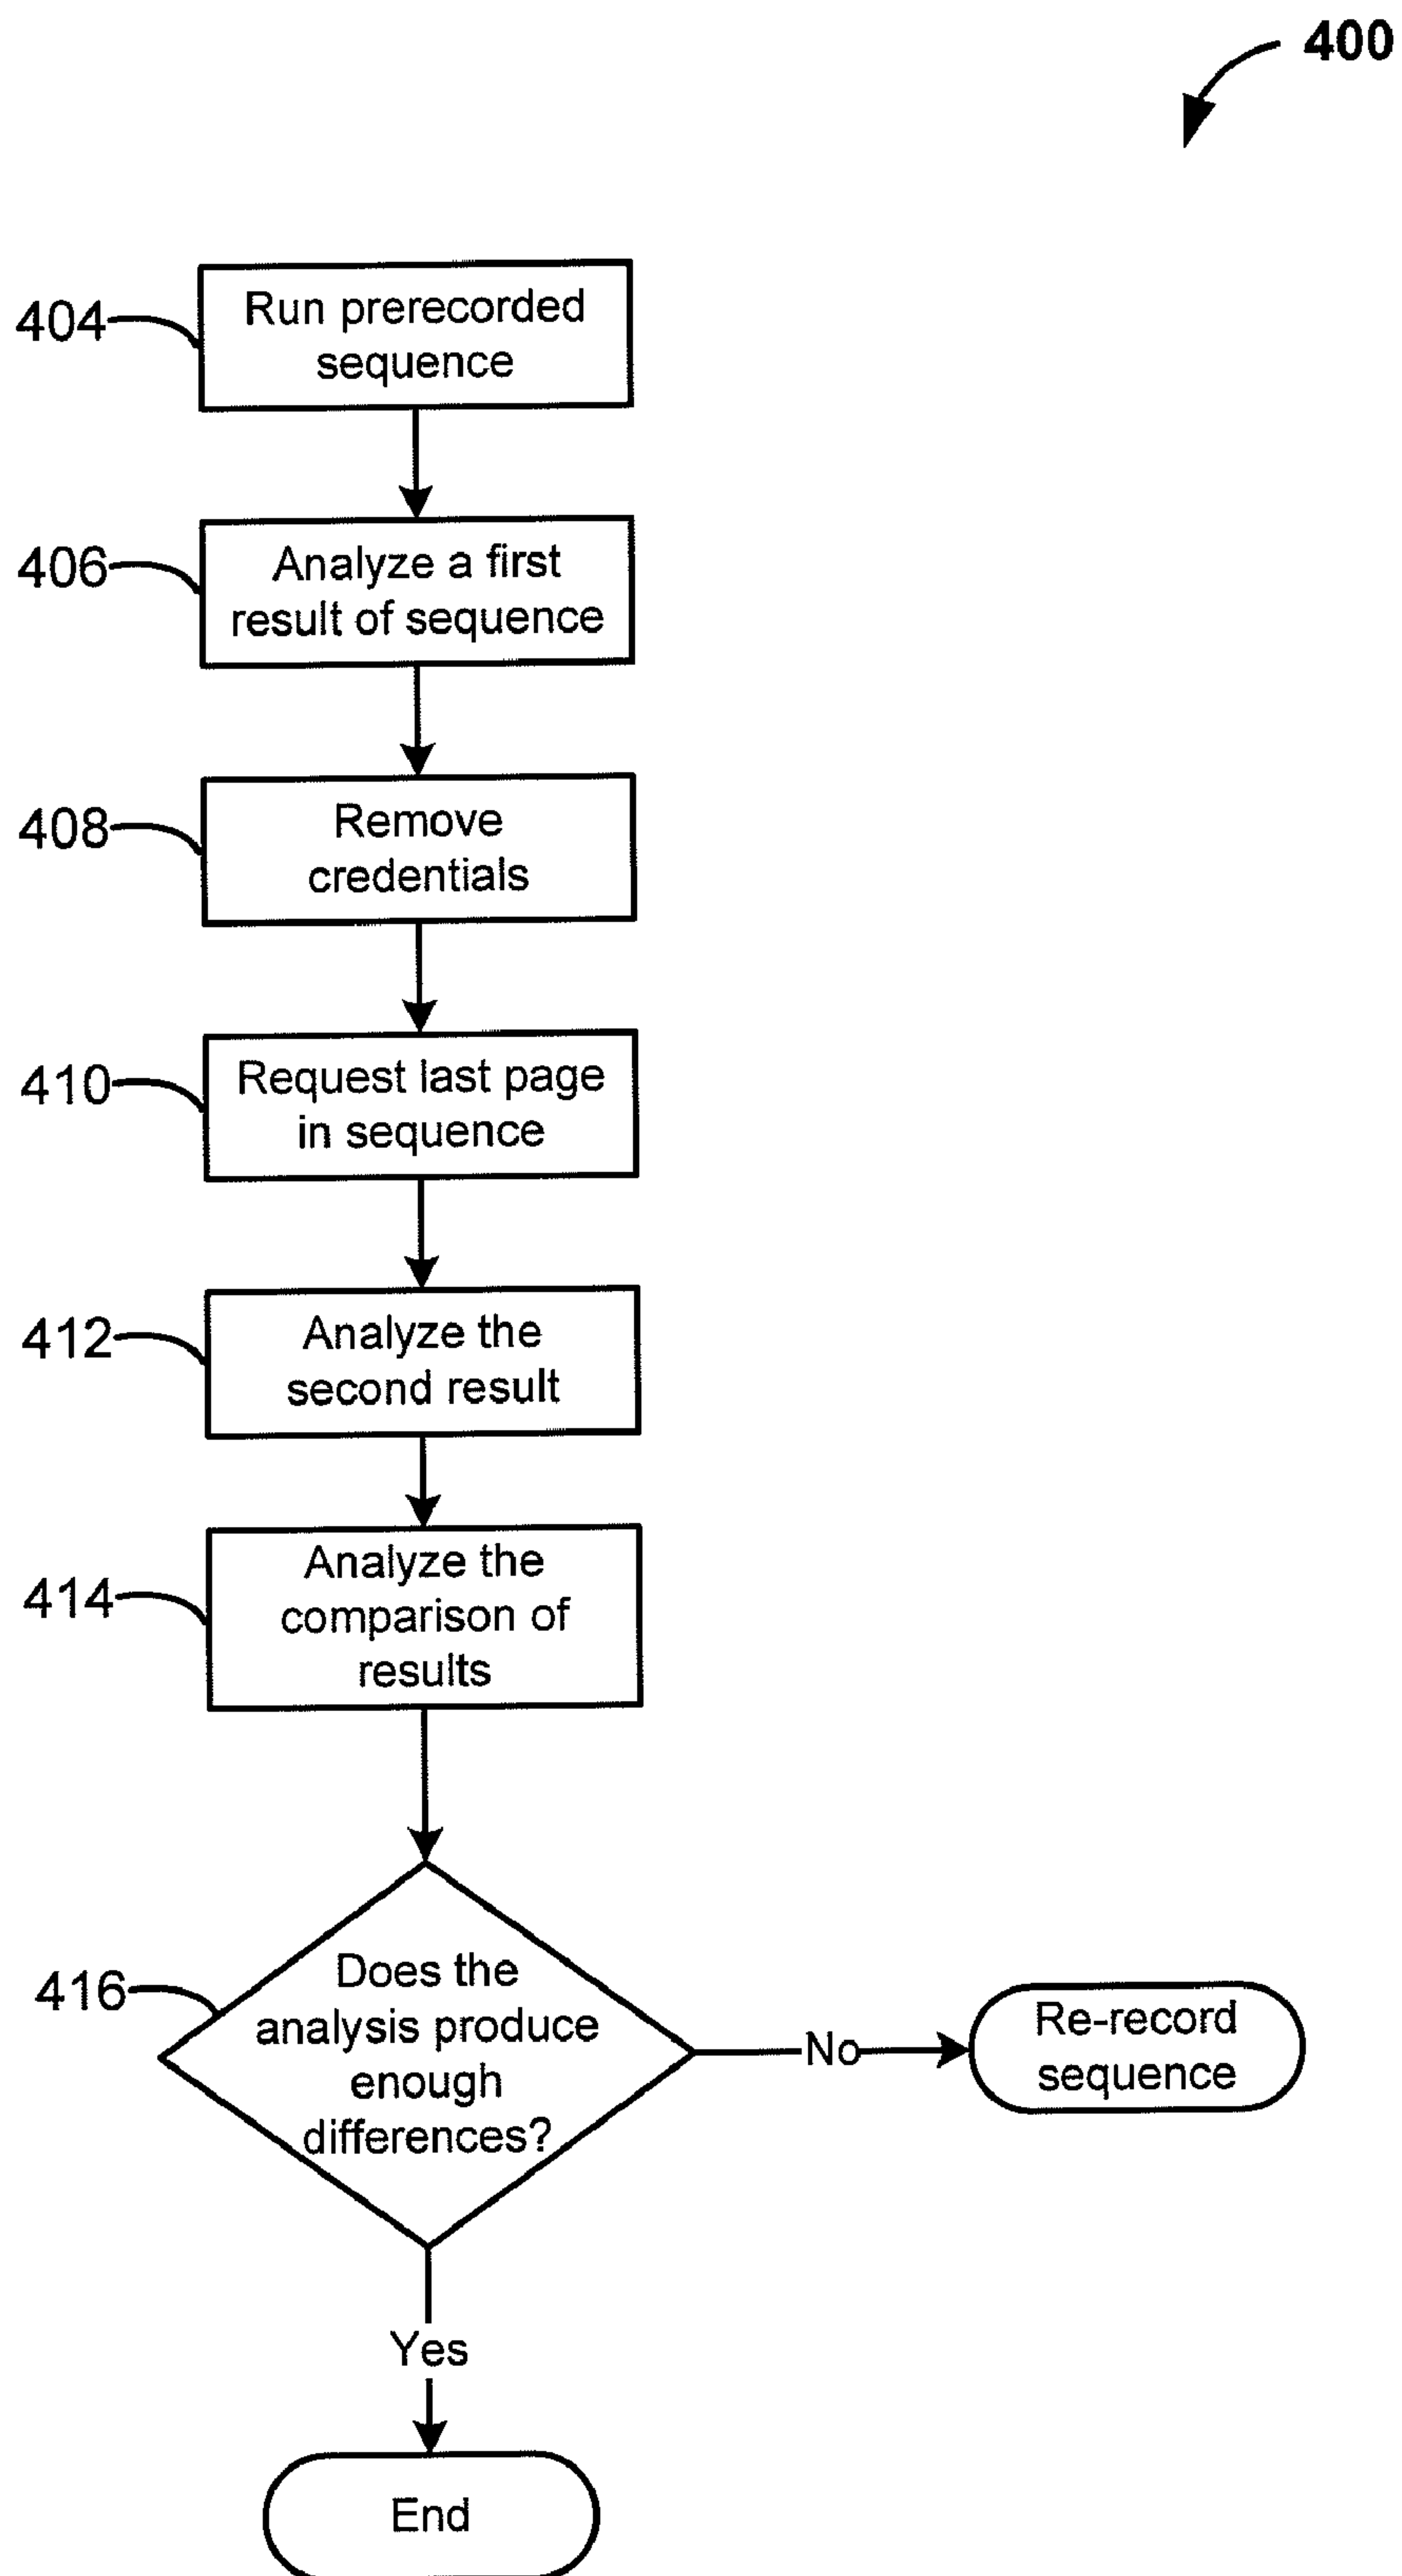 400
404
Run prerecorded
sequence
406
Analyze a first
result of sequence
408
Remove
credentials
410
Request last page
in sequence
412
Analyze the
second result
414
Analyze the
comparison of
results
416
Does the
analysis produce
enough
differences?
No
Re-record
sequence
Yes
End